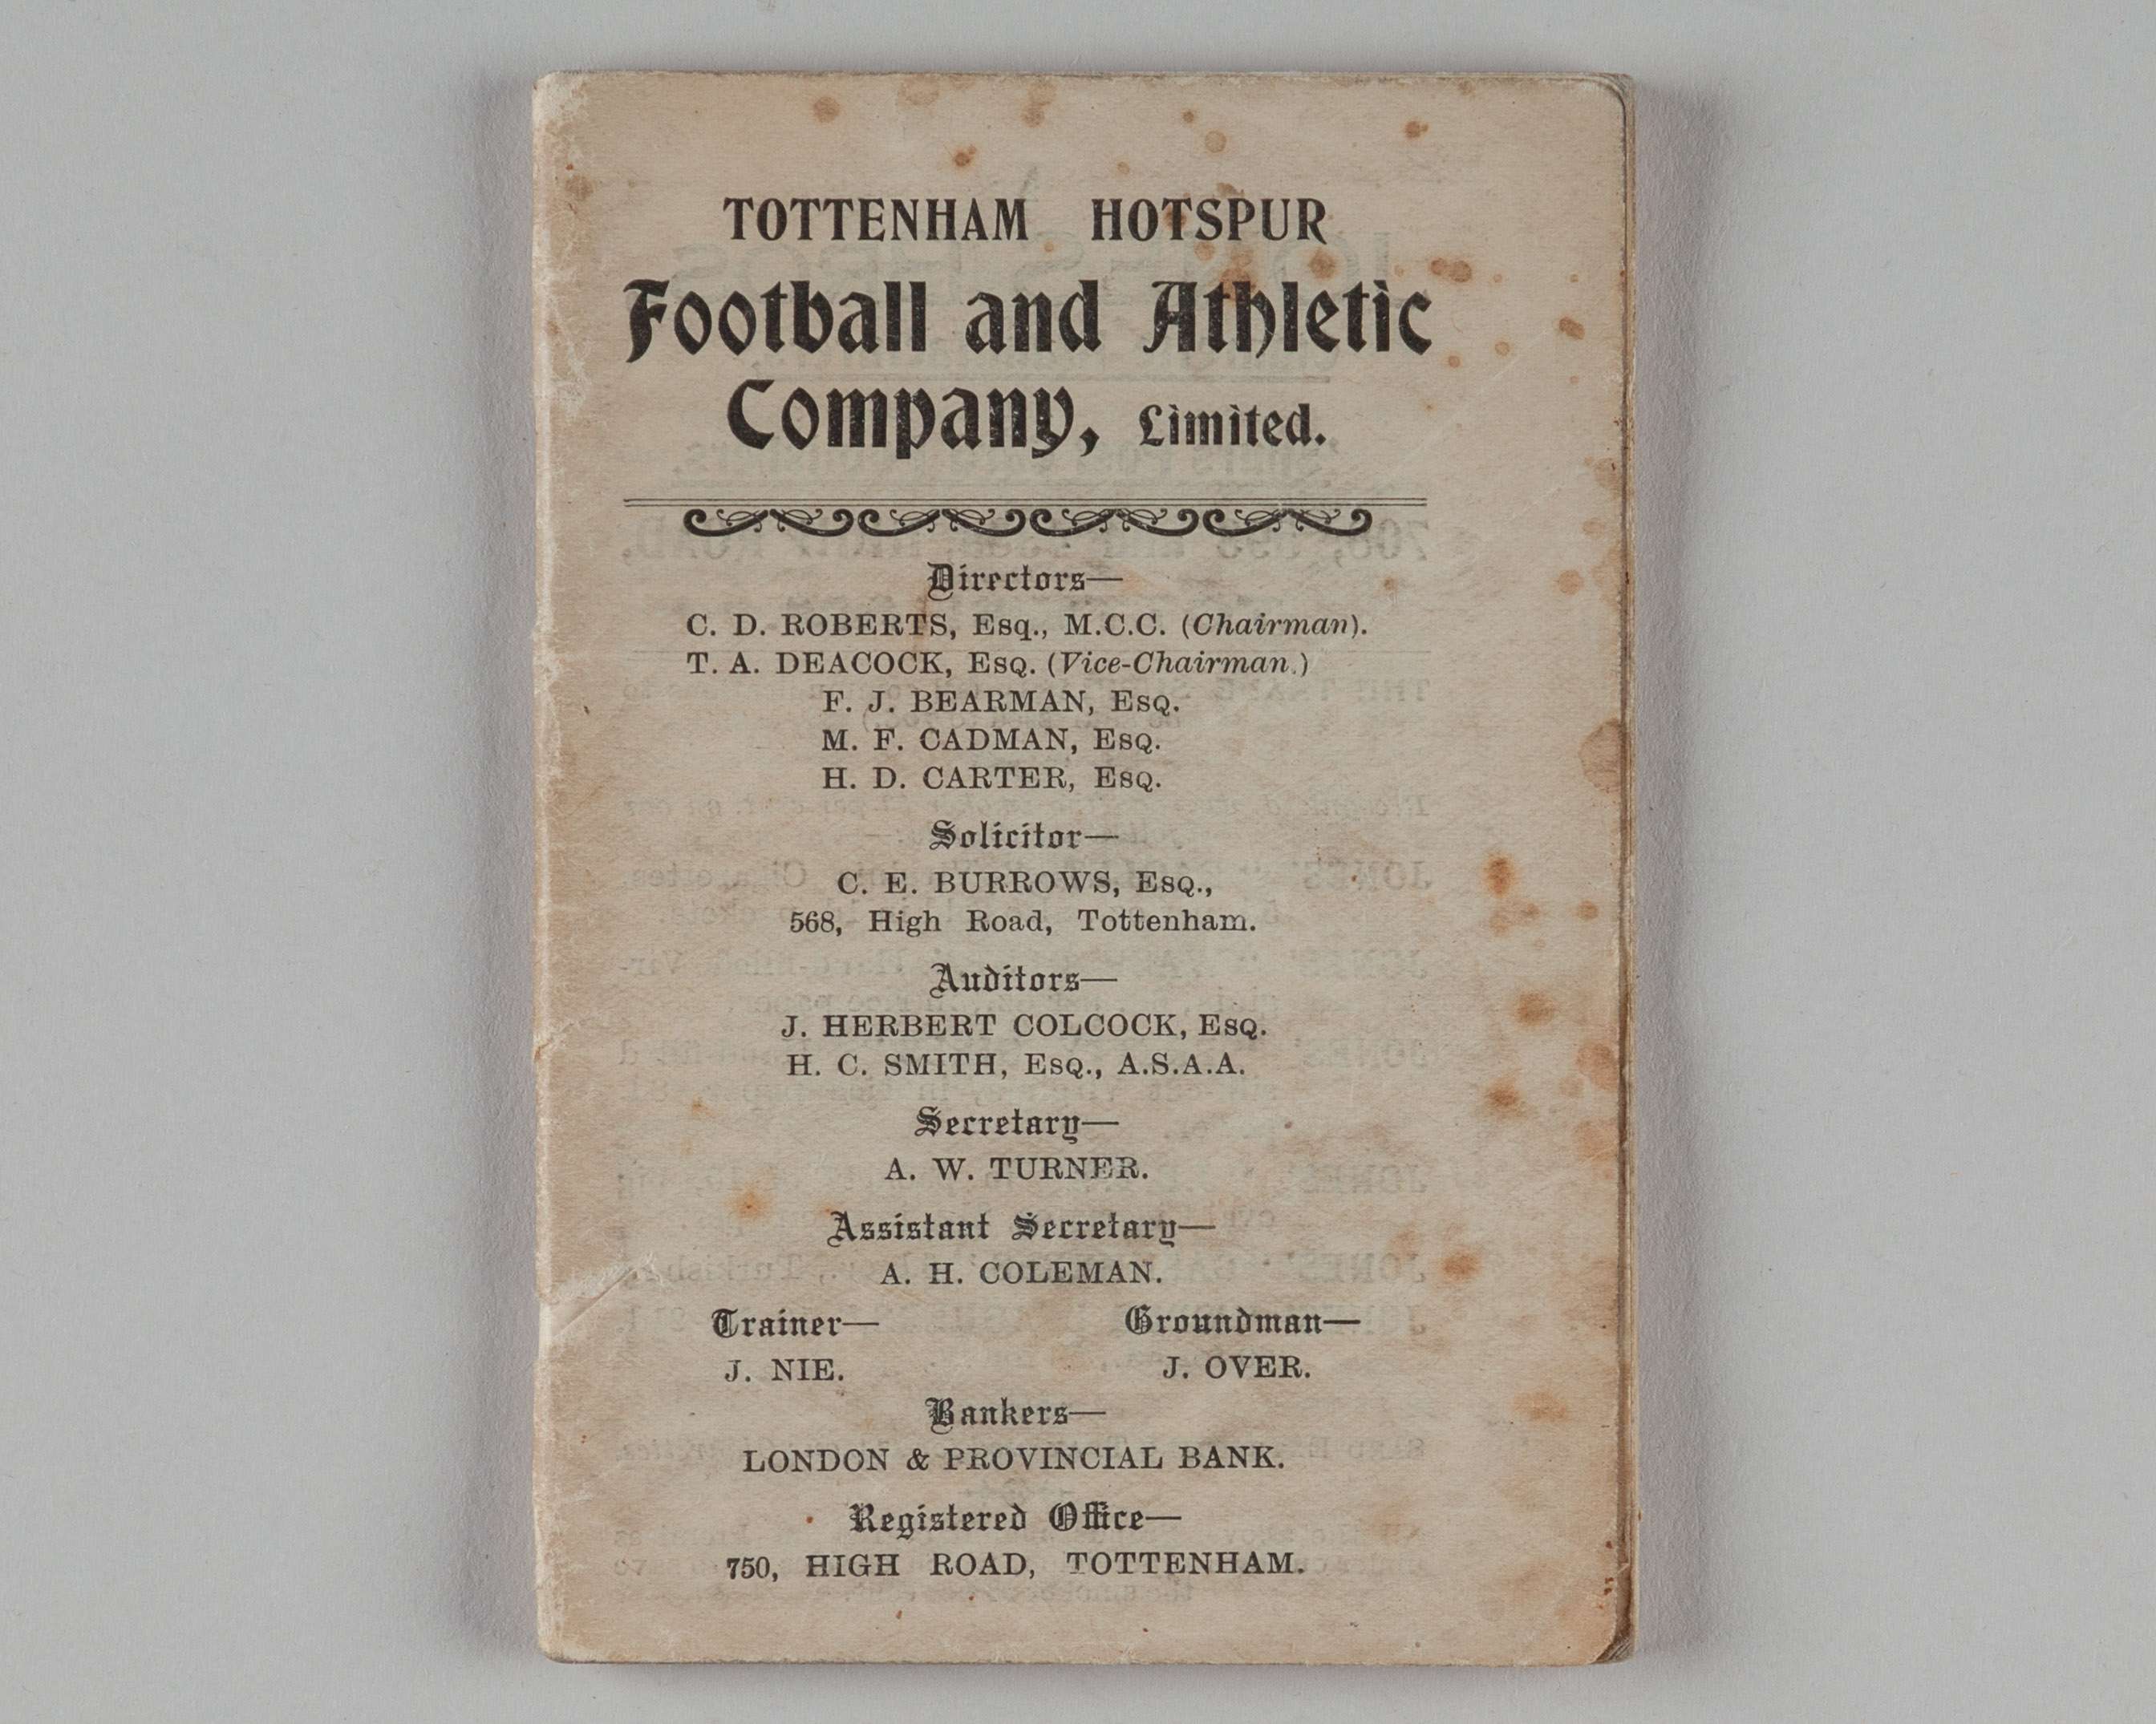 TOTTENHAM HOTSPUR
Football and Athletic
Company, Limited.
Directors—
C. D. ROBERTS, Esq., M.C.C. (Chairman).
T. A. DEACOCK, ESQ. (Vice-Chairman.)
F. J. BEARMAN, ESQ.
M. F. CADMAN, ESQ.
H. D. CARTER, ESQ.
Solicitor—
C. E. BURROWS, ESQ.,
568, High Road, Tottenham.
Auditors—
J. HERBERT COLCOCK, ESQ.
H. C. SMITH, ESQ., A.S.A.A.
Secretary—
A. W. TURNER.
Assistant Secretary—
A. H. COLEMAN.
Trainer— Groundman—
J. NIE. J. OVER.
Bankers—
LONDON & PROVINCIAL BANK.
Registered Office—
750, HIGH ROAD, TOTTENHAM.